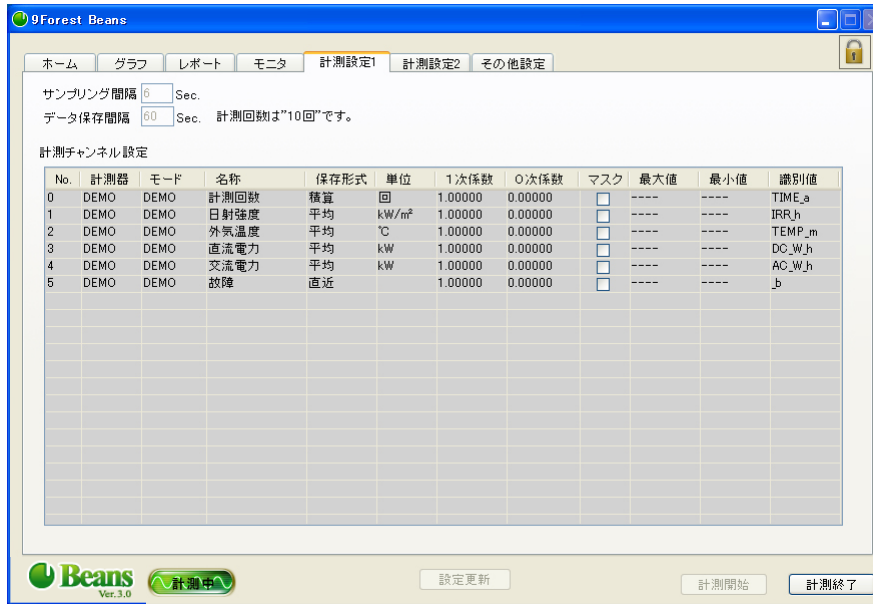 9Forest Beans
ホーム グラフ レポート モニタ 計測設定1 計測設定2 その他設定
サンプリング間隔 6 Sec.
データ保存間隔 60 Sec. 計測回数は"10回"です。
計測チャンネル設定
No. 計測器 モード 名称 保存形式 単位 1次係数 0次係数 マスク 最大値 最小値 識別値
0 DEMO DEMO 計測回数 積算 回 1.00000 0.00000 ---- ---- TIME_a
1 DEMO DEMO 日射強度 平均 kW/m² 1.00000 0.00000 ---- ---- IRR_h
2 DEMO DEMO 外気温度 平均 ℃ 1.00000 0.00000 ---- ---- TEMP_m
3 DEMO DEMO 直流電力 平均 kW 1.00000 0.00000 ---- ---- DC_W_h
4 DEMO DEMO 交流電力 平均 kW 1.00000 0.00000 ---- ---- AC_W_h
5 DEMO DEMO 故障 直近 1.00000 0.00000 ---- ---- _b
Beans
Ver.3.0
計測中 設定更新 計測開始 計測終了